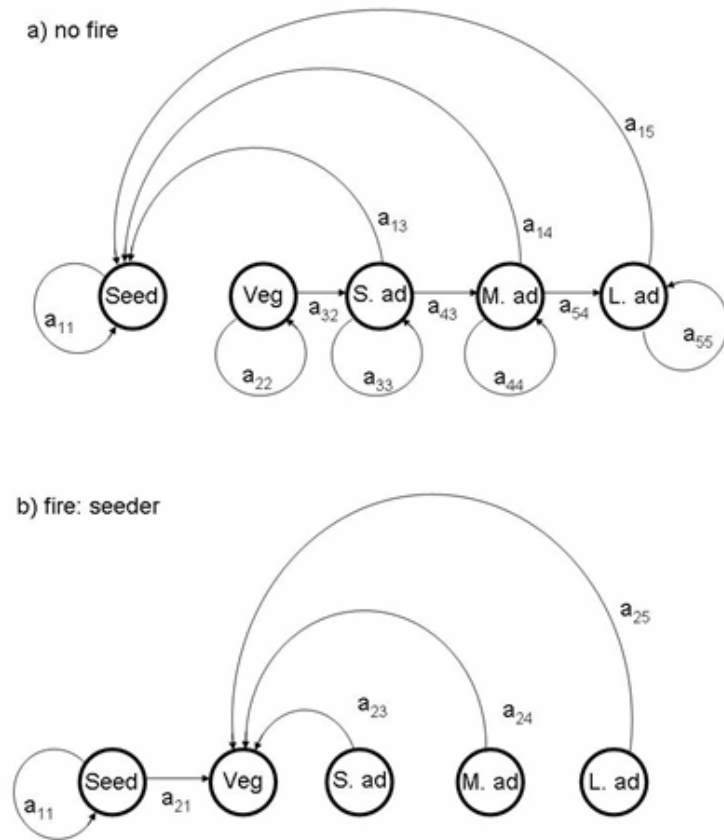 a) no fire
a15
a13
a14
Seed Veg S. ad M. ad L. ad
a11
a32 a43 a54
a22 a33 a44 a55
b) fire: seeder
a25
a23 a24
Seed Veg S. ad M. ad L. ad
a11 a21